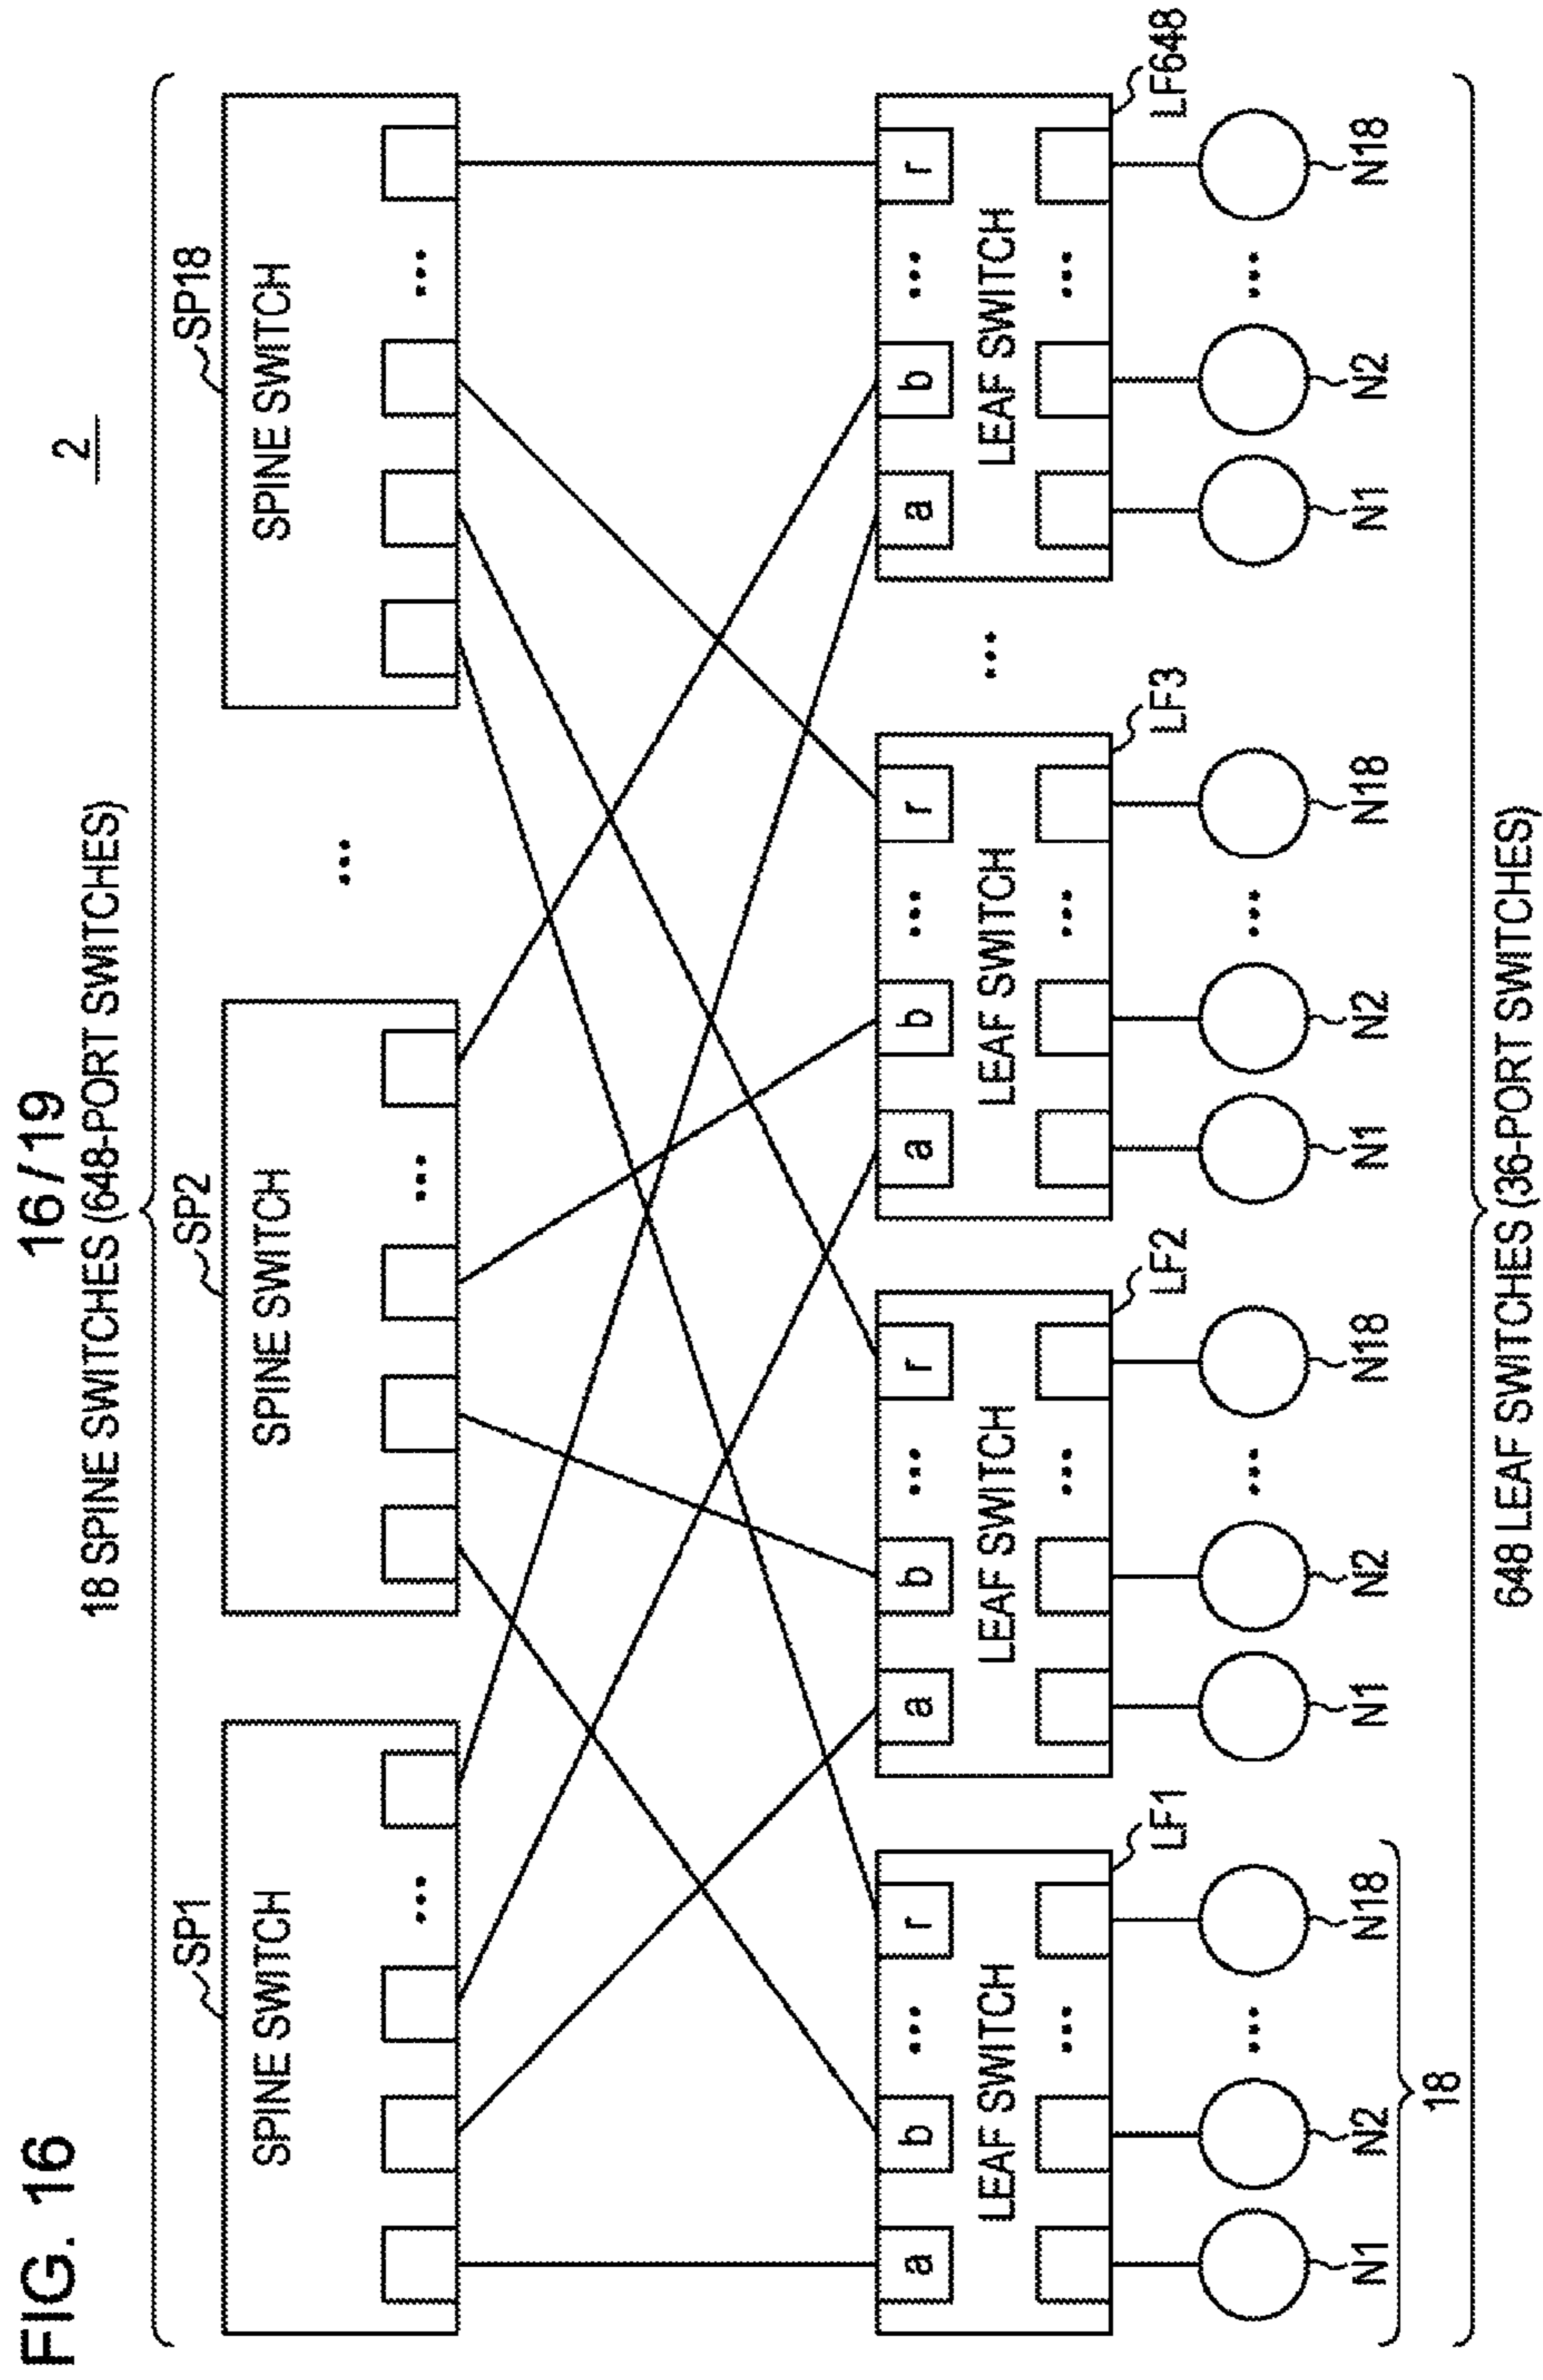 16/19
FIG. 16
2
18 SPINE SWITCHES (648-PORT SWITCHES)
SP1
SP2
SP18
SPINE SWITCH
...
SPINE SWITCH
...
...
SPINE SWITCH
...
a b ... r
LEAF SWITCH
...
LF1
a b ... r
LEAF SWITCH
...
LF2
a b ... r
LEAF SWITCH
...
LF3
...
a b ... r
LEAF SWITCH
...
LF648
N1 N2 ... N18
N1 N2 ... N18
N1 N2 ... N18
N1 N2 ... N18
18
648 LEAF SWITCHES (36-PORT SWITCHES)